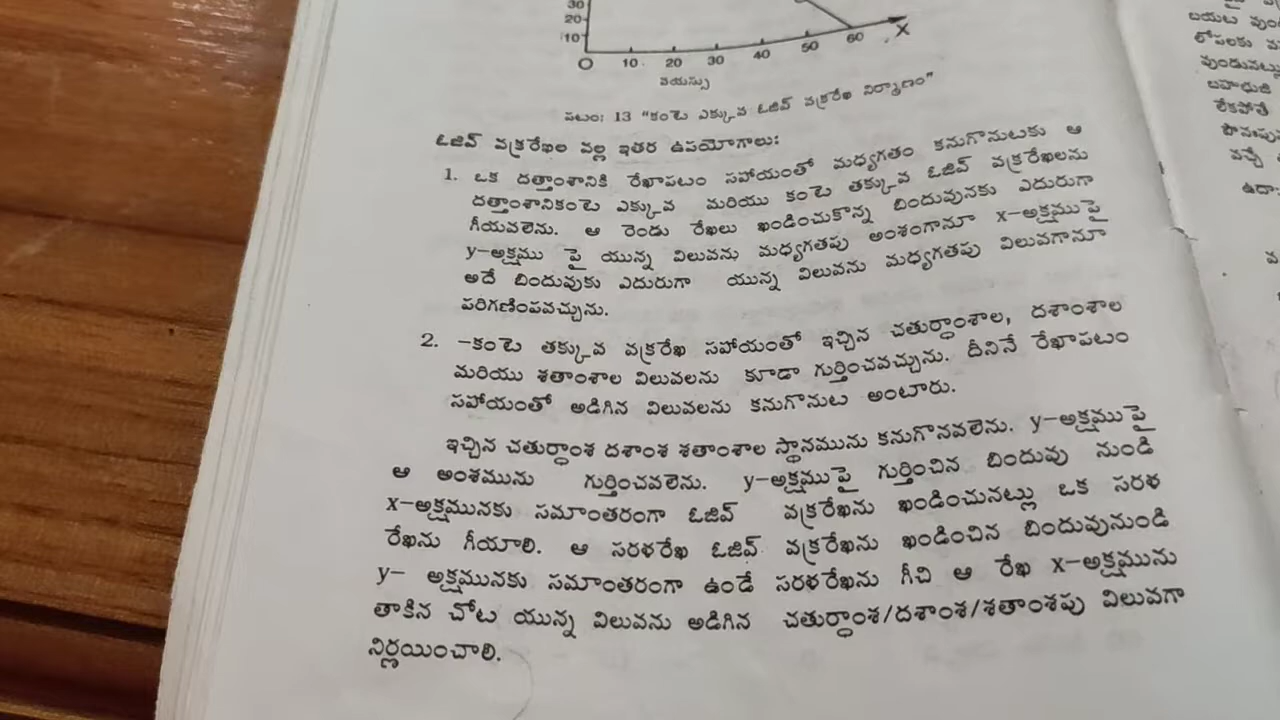 30
20
10
O 10 20 30 40 50 60 X
వయస్సు
పటం: 13 "కంటె ఎక్కువ ఓజివ్ వక్రరేఖ నిర్మాణం"
ఓజివ్ వక్రరేఖల వల్ల ఇతర ఉపయోగాలు:
1. ఒక దత్తాంశానికి రేఖాపటం సహాయంతో మధ్యగతం కనుగొనుటకు ఆ
దత్తాంశానికంటె ఎక్కువ మరియు కంటె తక్కువ ఓజివ్ వక్రరేఖలను
గీయవలెను. ఆ రెండు రేఖలు ఖండించుకొన్న బిందువునకు ఎదురుగా
y-అక్షము పై యున్న విలువను మధ్యగతపు అంశంగానూ x-అక్షముపై
అదే బిందువుకు ఎదురుగా యున్న విలువను మధ్యగతపు విలువగానూ
పరిగణింపవచ్చును.
2. -కంటె తక్కువ వక్రరేఖ సహాయంతో ఇచ్చిన చతుర్థాంశాల, దశాంశాల
మరియు శతాంశాల విలువలను కూడా గుర్తించవచ్చును. దీనినే రేఖాపటం
సహాయంతో అడిగిన విలువలను కనుగొనుట అంటారు.
ఇచ్చిన చతుర్థాంశ దశాంశ శతాంశాల స్థానమును కనుగొనవలెను. y-అక్షముపై
ఆ అంశమును గుర్తించవలెను. y-అక్షముపై గుర్తించిన బిందువు నుండి
x-అక్షమునకు సమాంతరంగా ఓజివ్ వక్రరేఖను ఖండించునట్లు ఒక సరళ
రేఖను గీయాలి. ఆ సరళరేఖ ఓజివ్ వక్రరేఖను ఖండించిన బిందువునుండి
y- అక్షమునకు సమాంతరంగా ఉండే సరళరేఖను గీచి ఆ రేఖ x-అక్షమును
తాకిన చోట యున్న విలువను అడిగిన చతుర్థాంశ/దశాంశ/శతాంశపు విలువగా
నిర్ణయించాలి.
లోపలకు
వుండునట్లు
లేకపోతే
వచ్చే